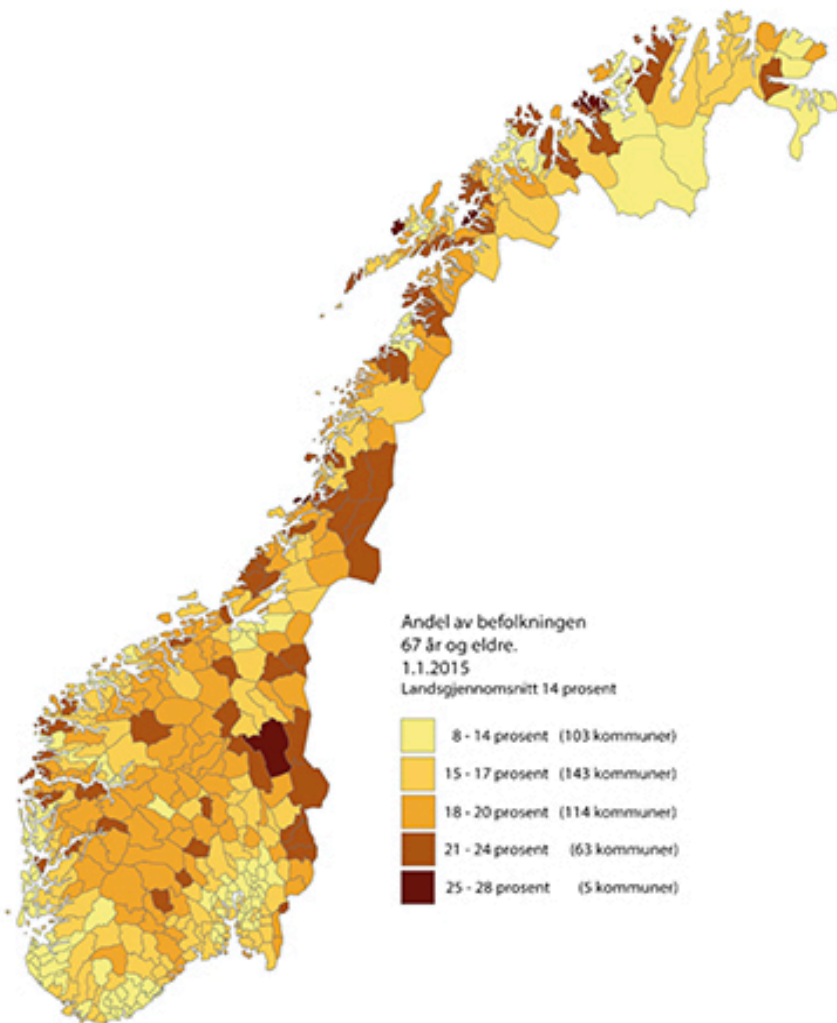 Andel av befolkningen
67 år og eldre.
1.1.2015
Landsgjennomsnitt 14 prosent
8 - 14 prosent (103 kommuner)
15 - 17 prosent (143 kommuner)
18 - 20 prosent (114 kommuner)
21 - 24 prosent (63 kommuner)
25 - 28 prosent (5 kommuner)